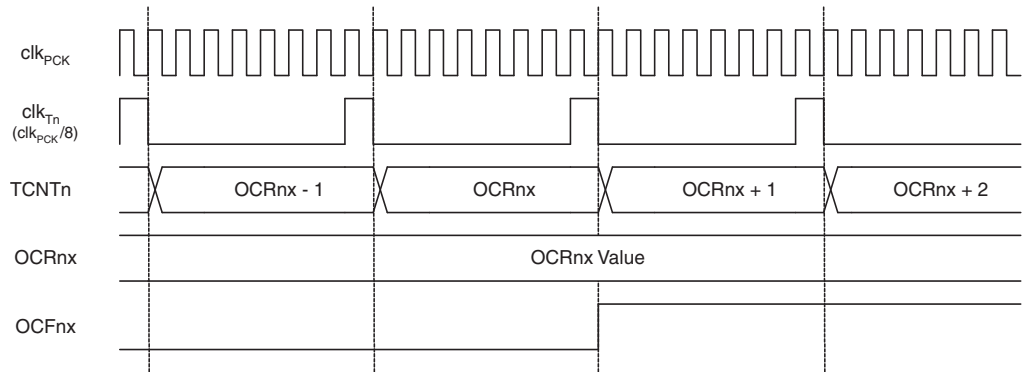 clkPCK
clkTn
(clkPCK/8)
TCNTn OCRnx - 1 OCRnx OCRnx + 1 OCRnx + 2
OCRnx OCRnx Value
OCFnx